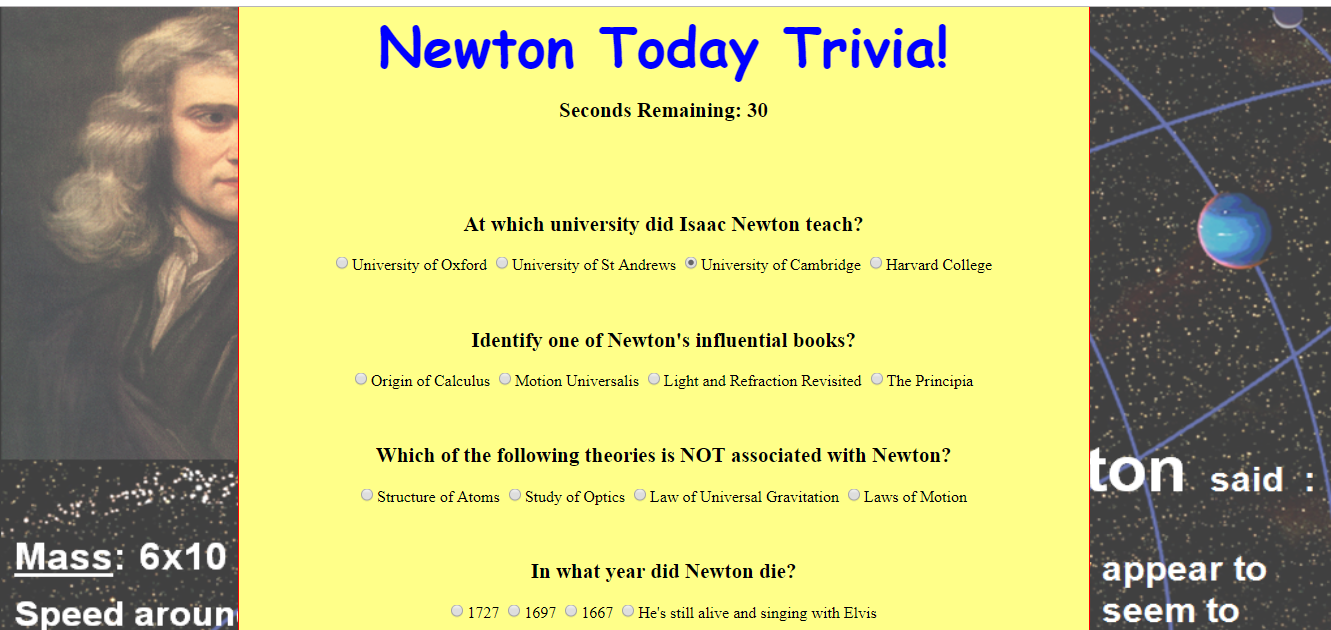 Newton Today Trivia!
Seconds Remaining: 30
At which university did Isaac Newton teach?
University of Oxford University of St Andrews University of Cambridge Harvard College
Identify one of Newton's influential books?
Origin of Calculus Motion Universalis Light and Refraction Revisited The Principia
Which of the following theories is NOT associated with Newton?
Structure of Atoms Study of Optics Law of Universal Gravitation Laws of Motion
In what year did Newton die?
1727 1697 1667 He's still alive and singing with Elvis
Mass: 6x10
Speed aroun
ton said :
appear to
seem to